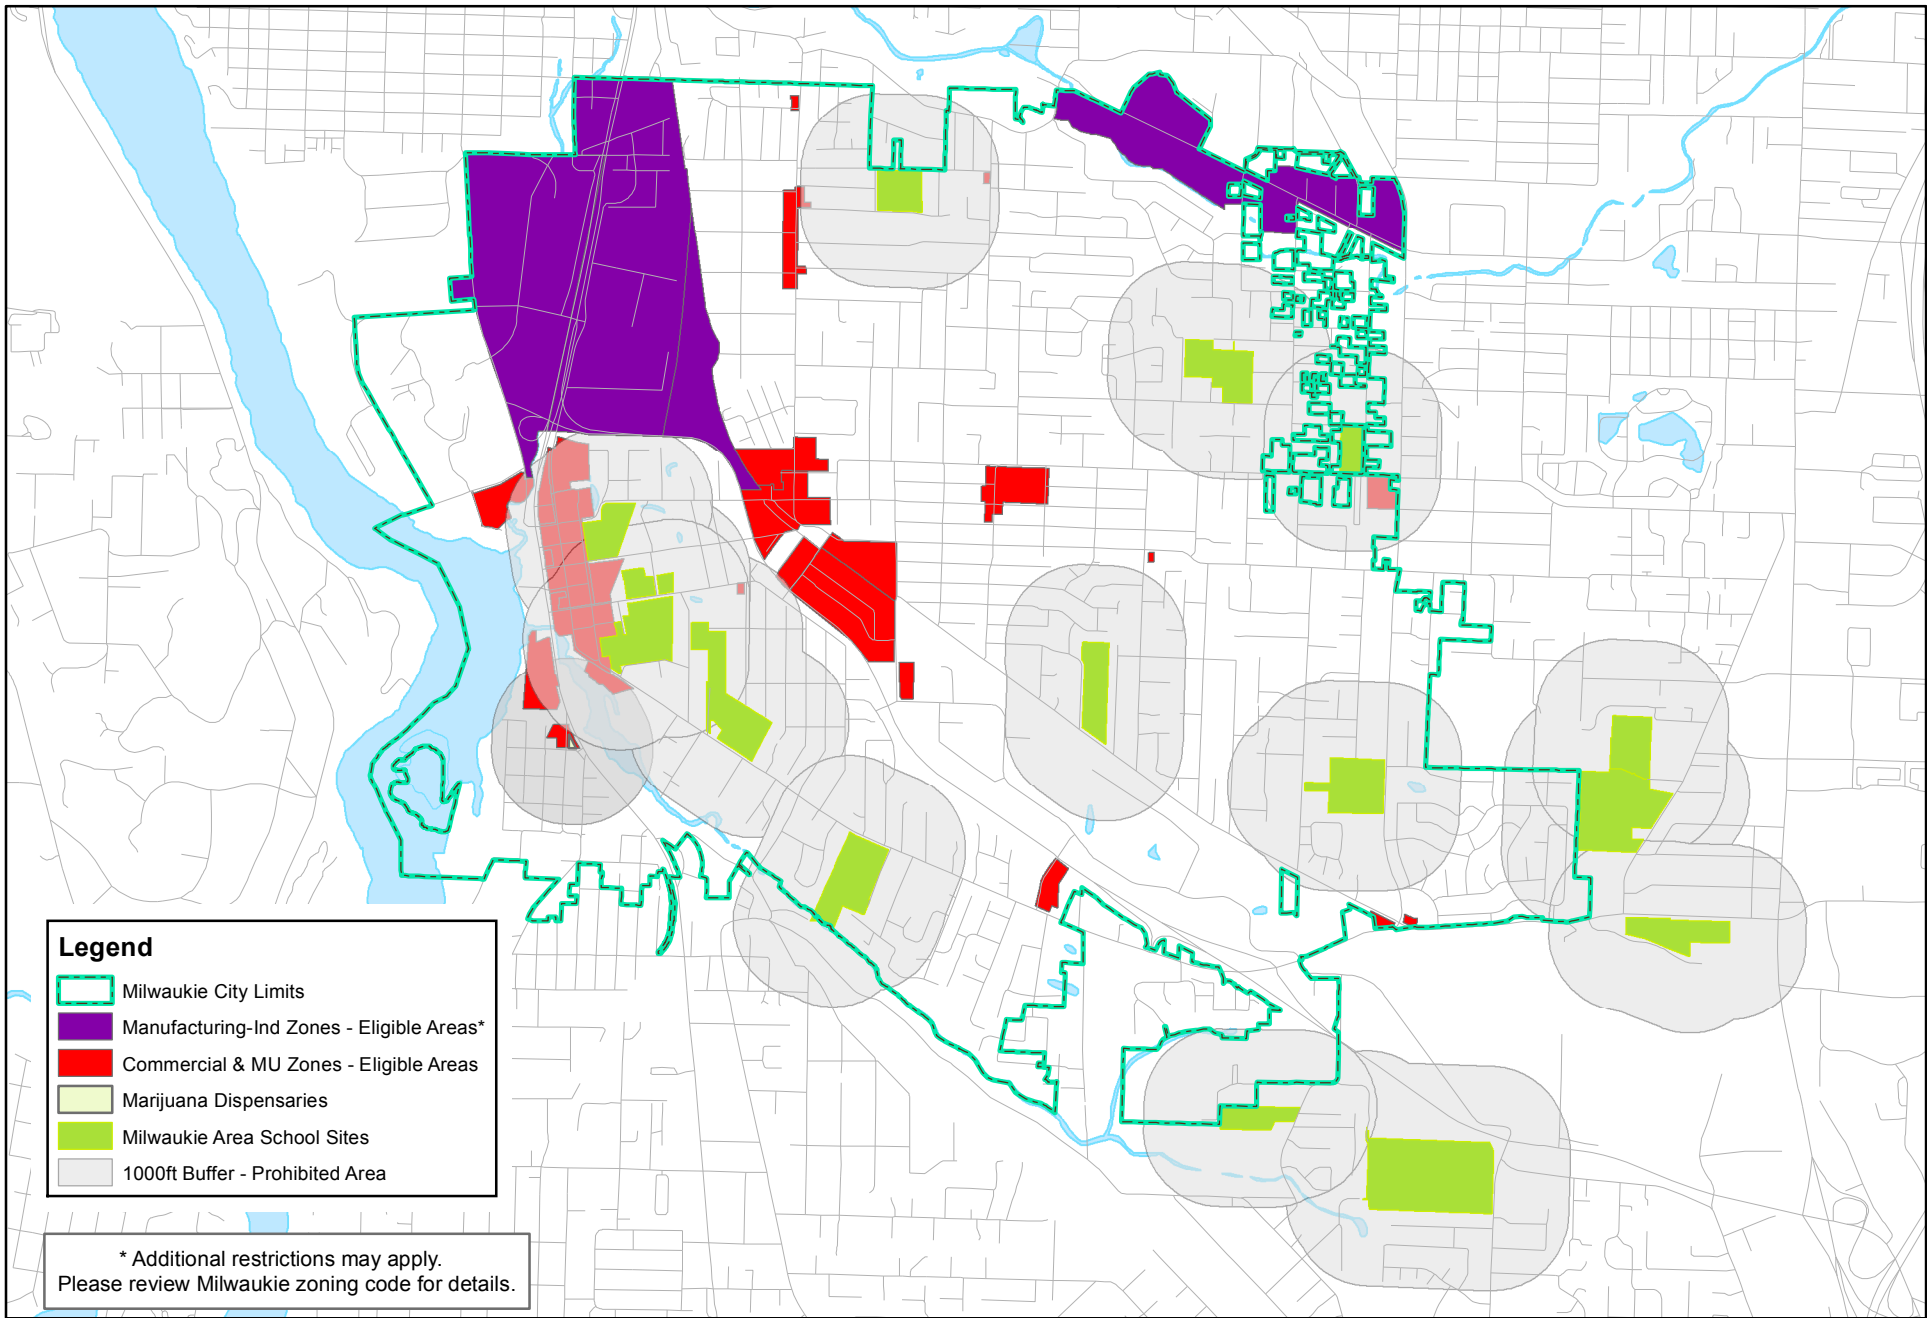 Legend
Milwaukie City Limits
Manufacturing-Ind Zones - Eligible Areas*
Commercial & MU Zones - Eligible Areas
Marijuana Dispensaries
Milwaukie Area School Sites
1000ft Buffer - Prohibited Area
* Additional restrictions may apply.
Please review Milwaukie zoning code for details.